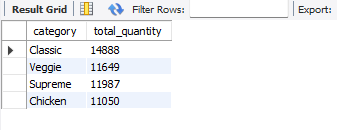 Result Grid Filter Rows: Export:
category total_quantity
Classic 14888
Veggie 11649
Supreme 11987
Chicken 11050